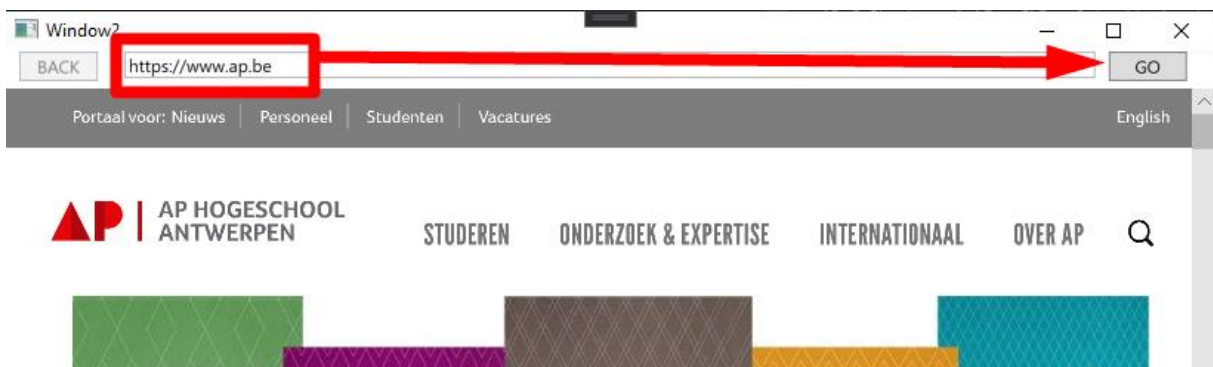 Window2
BACK https://www.ap.be GO
Portaal voor: Nieuws Personeel Studenten Vacatures English
AP AP HOGESCHOOL
ANTWERPEN
STUDEREN ONDERZOEK & EXPERTISE INTERNATIONAAL OVER AP